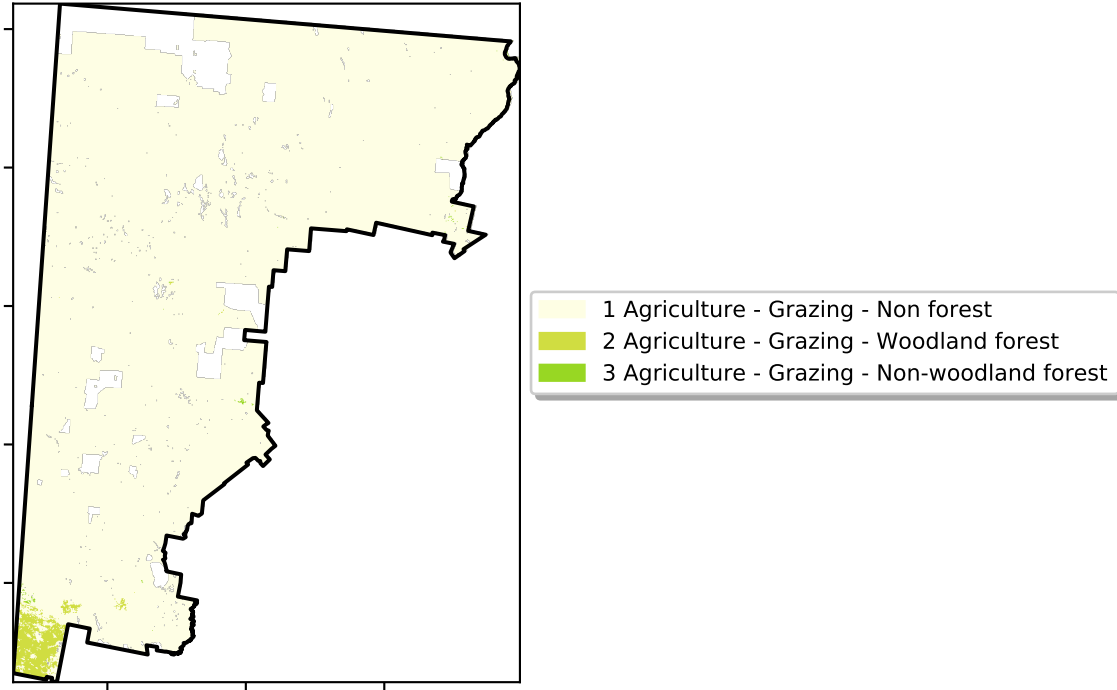 1 Agriculture - Grazing - Non forest
2 Agriculture - Grazing - Woodland forest
3 Agriculture - Grazing - Non-woodland forest